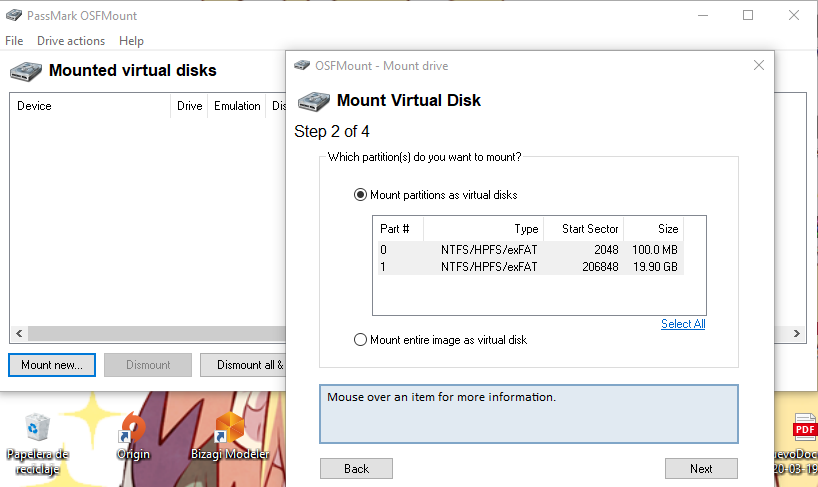 PassMark OSFMount
File Drive actions Help
Mounted virtual disks
Device Drive Emulation
Mount new... Dismount Dismount all &
OSFMount - Mount drive
Mount Virtual Disk
Step 2 of 4
Which partition(s) do you want to mount?
Mount partitions as virtual disks
Part # Type Start Sector Size
0 NTFS/HPFS/exFAT 2048 100.0 MB
1 NTFS/HPFS/exFAT 206848 19.90 GB
Select All
Mount entire image as virtual disk
Mouse over an item for more information.
Back Next
Papelera de
reciclaje
Origin
Bizagi Modeler
PDF
uevoDoc
20-03-19